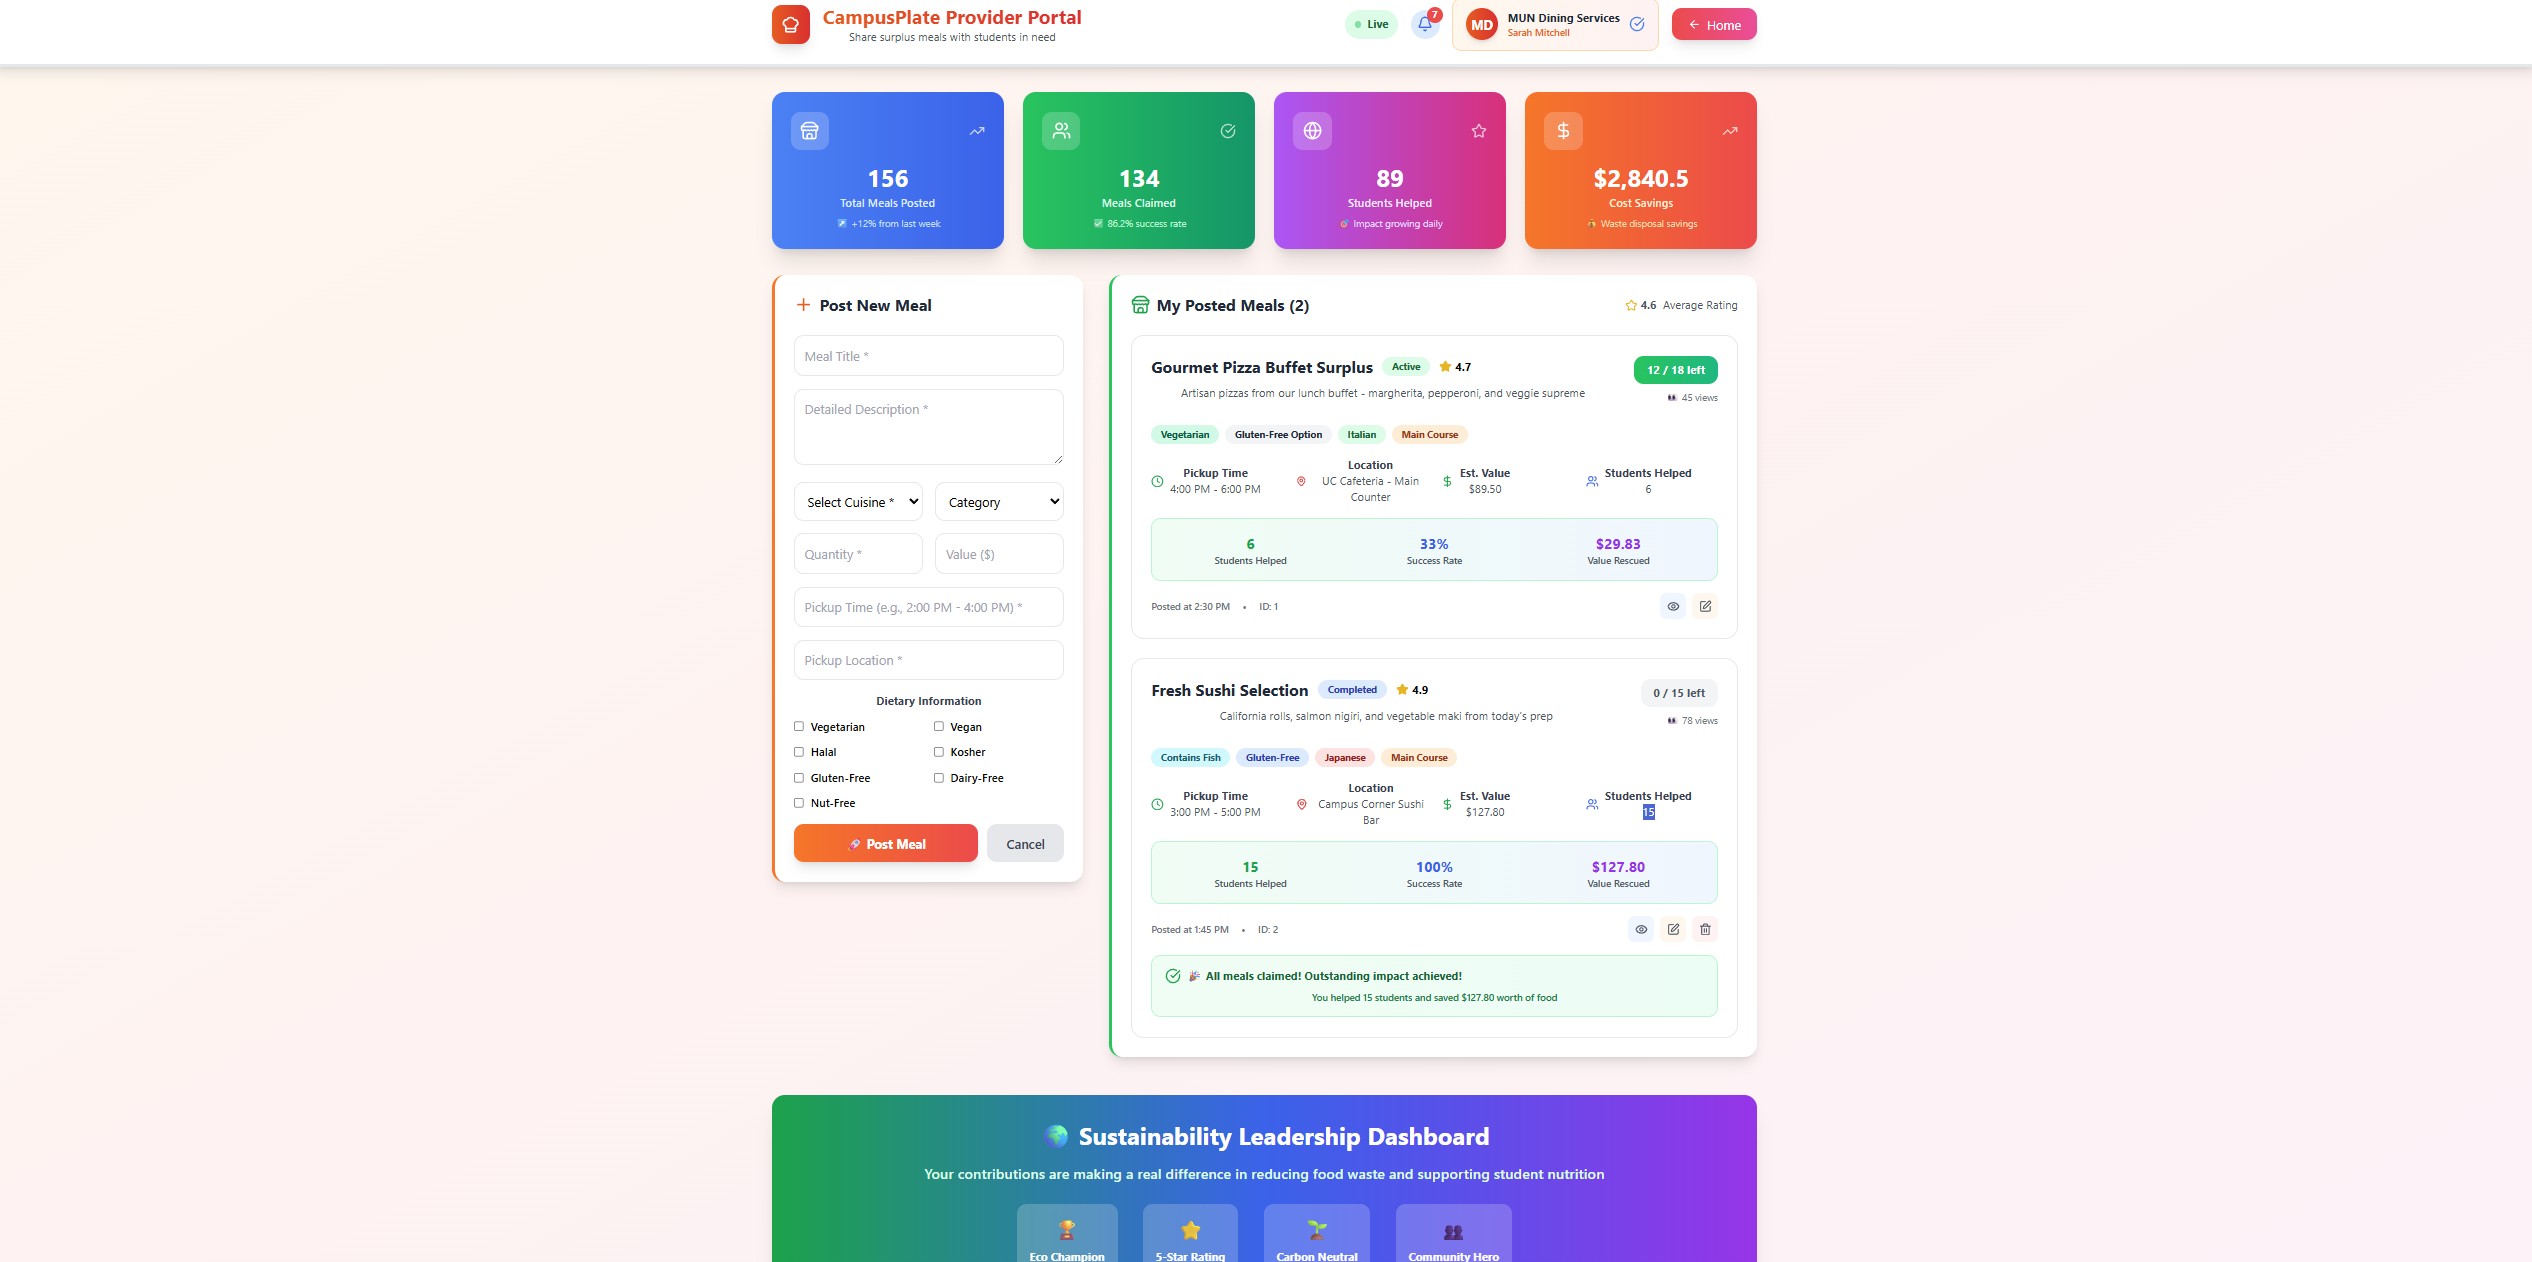 CampusPlate Provider Portal
Share surplus meals with students in need
Live
7
MD
MUN Dining Services
Sarah Mitchell
Home
156
Total Meals Posted
+12% from last week
134
Meals Claimed
86.2% success rate
89
Students Helped
Impact growing daily
$2,840.5
Cost Savings
Waste disposal savings
Post New Meal
Meal Title *
Detailed Description *
Select Cuisine *
Category
Quantity *
Value ($)
Pickup Time (e.g., 2:00 PM - 4:00 PM) *
Pickup Location *
Dietary Information
Vegetarian
Vegan
Halal
Kosher
Gluten-Free
Dairy-Free
Nut-Free
Post Meal
Cancel
My Posted Meals (2)
4.6 Average Rating
Gourmet Pizza Buffet Surplus
Active
4.7
12 / 18 left
Artisan pizzas from our lunch buffet - margherita, pepperoni, and veggie supreme
45 views
Vegetarian
Gluten-Free Option
Italian
Main Course
Pickup Time
4:00 PM - 6:00 PM
Location
UC Cafeteria - Main
Counter
Est. Value
$89.50
Students Helped
6
6
Students Helped
33%
Success Rate
$29.83
Value Rescued
Posted at 2:30 PM • ID: 1
Fresh Sushi Selection
Completed
4.9
0 / 15 left
California rolls, salmon nigiri, and vegetable maki from today's prep
78 views
Contains Fish
Gluten-Free
Japanese
Main Course
Pickup Time
3:00 PM - 5:00 PM
Location
Campus Corner Sushi
Bar
Est. Value
$127.80
Students Helped
15
15
Students Helped
100%
Success Rate
$127.80
Value Rescued
Posted at 1:45 PM • ID: 2
All meals claimed! Outstanding impact achieved!
You helped 15 students and saved $127.80 worth of food
Sustainability Leadership Dashboard
Your contributions are making a real difference in reducing food waste and supporting student nutrition
Eco Champion
5-Star Rating
Carbon Neutral
Community Hero